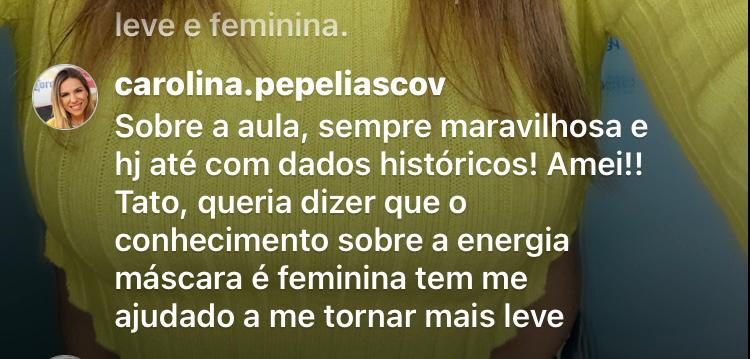 leve e feminina.
carolina.pepeliascov
Sobre a aula, sempre maravilhosa e
hj até com dados históricos! Amei!!
Tato, queria dizer que o
conhecimento sobre a energia
máscara é feminina tem me
ajudado a me tornar mais leve